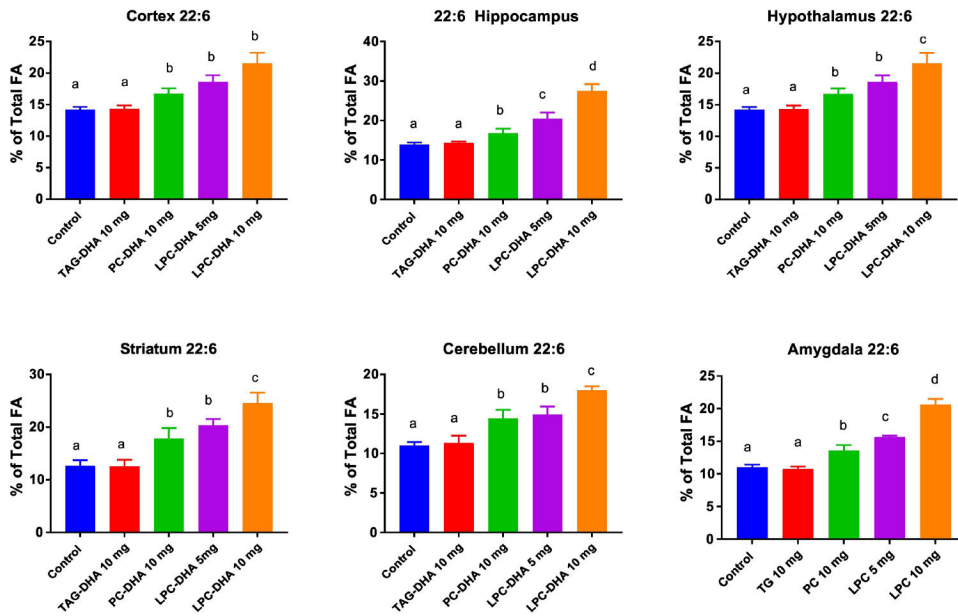 Cortex 22:6
% of Total FA
25
20
15
10
5
0
a
a
b
b
b
Control
TAG-DHA 10 mg
PC-DHA 10 mg
LPC-DHA 5mg
LPC-DHA 10 mg
22:6 Hippocampus
% of Total FA
40
30
20
10
0
a
a
b
c
d
Control
TAG-DHA 10 mg
PC-DHA 10 mg
LPC-DHA 5mg
LPC-DHA 10 mg
Hypothalamus 22:6
% of Total FA
25
20
15
10
5
0
a
a
b
b
c
Control
TAG-DHA 10 mg
PC-DHA 10 mg
LPC-DHA 5mg
LPC-DHA 10 mg
Striatum 22:6
% of Total FA
30
20
10
0
a
a
b
b
c
Control
TAG-DHA 10 mg
PC-DHA 10 mg
LPC-DHA 5mg
LPC-DHA 10 mg
Cerebellum 22:6
% of Total FA
20
15
10
5
0
a
a
b
b
c
Control
TAG-DHA 10 mg
PC-DHA 10 mg
LPC-DHA 5 mg
LPC-DHA 10 mg
Amygdala 22:6
% of Total FA
25
20
15
10
5
0
a
a
b
c
d
Control
TG 10 mg
PC 10 mg
LPC 5 mg
LPC 10 mg